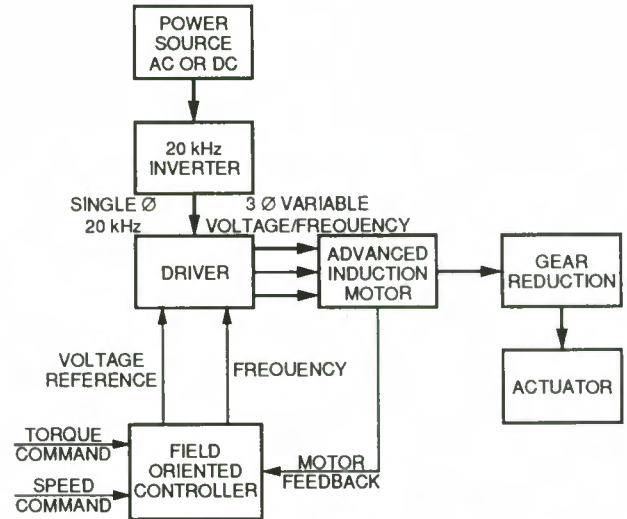 POWER
SOURCE
AC OR DC
20 kHz
INVERTER
SINGLE Ø
20 kHz
3 Ø VARIABLE
VOLTAGE/FREQUENCY
DRIVER
ADVANCED
INDUCTION
MOTOR
GEAR
REDUCTION
ACTUATOR
VOLTAGE
REFERENCE
FREQUENCY
TORQUE
COMMAND
SPEED
COMMAND
FIELD
ORIENTED
CONTROLLER
MOTOR
FEEDBACK